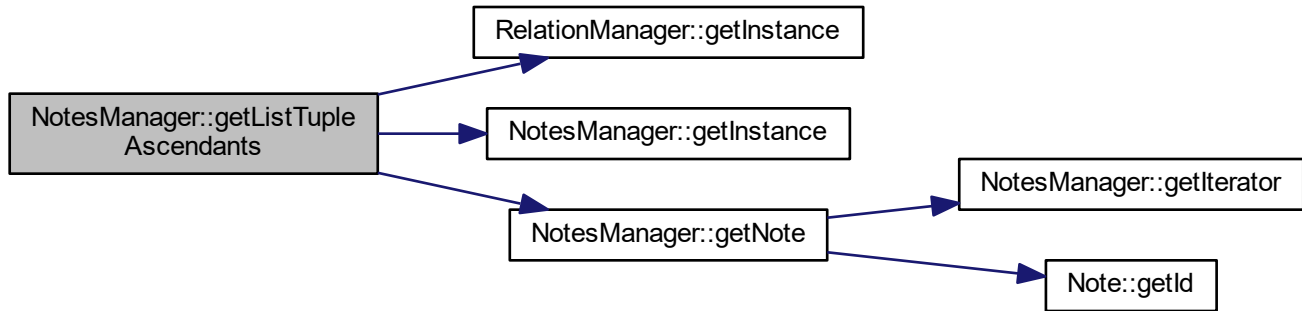 RelationManager::getInstance
NotesManager::getListTuple
Ascendants
NotesManager::getInstance
NotesManager::getIterator
NotesManager::getNote
Note::getId